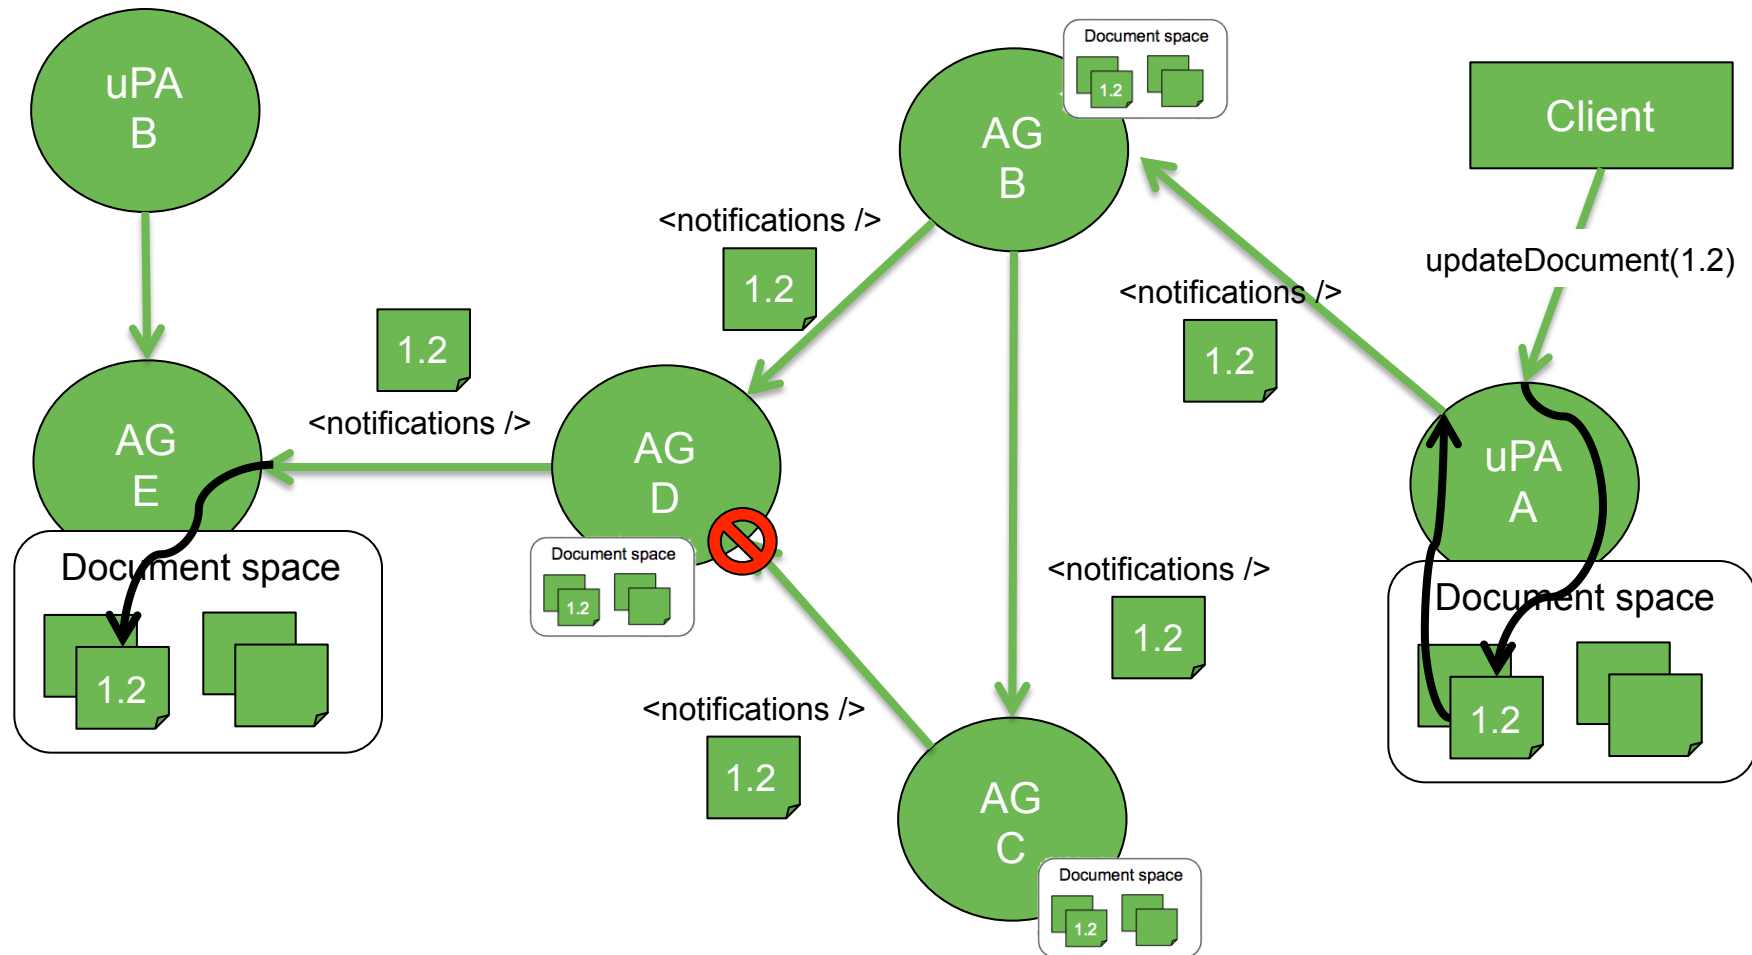 uPA
B
Document space
1.2
AG
B
Client
<notifications />
1.2
updateDocument(1.2)
<notifications />
1.2
1.2
<notifications />
AG
E
AG
D
uPA
A
Document space
1.2
Document space
1.2
<notifications />
1.2
Document space
1.2
<notifications />
1.2
AG
C
Document space
1.2